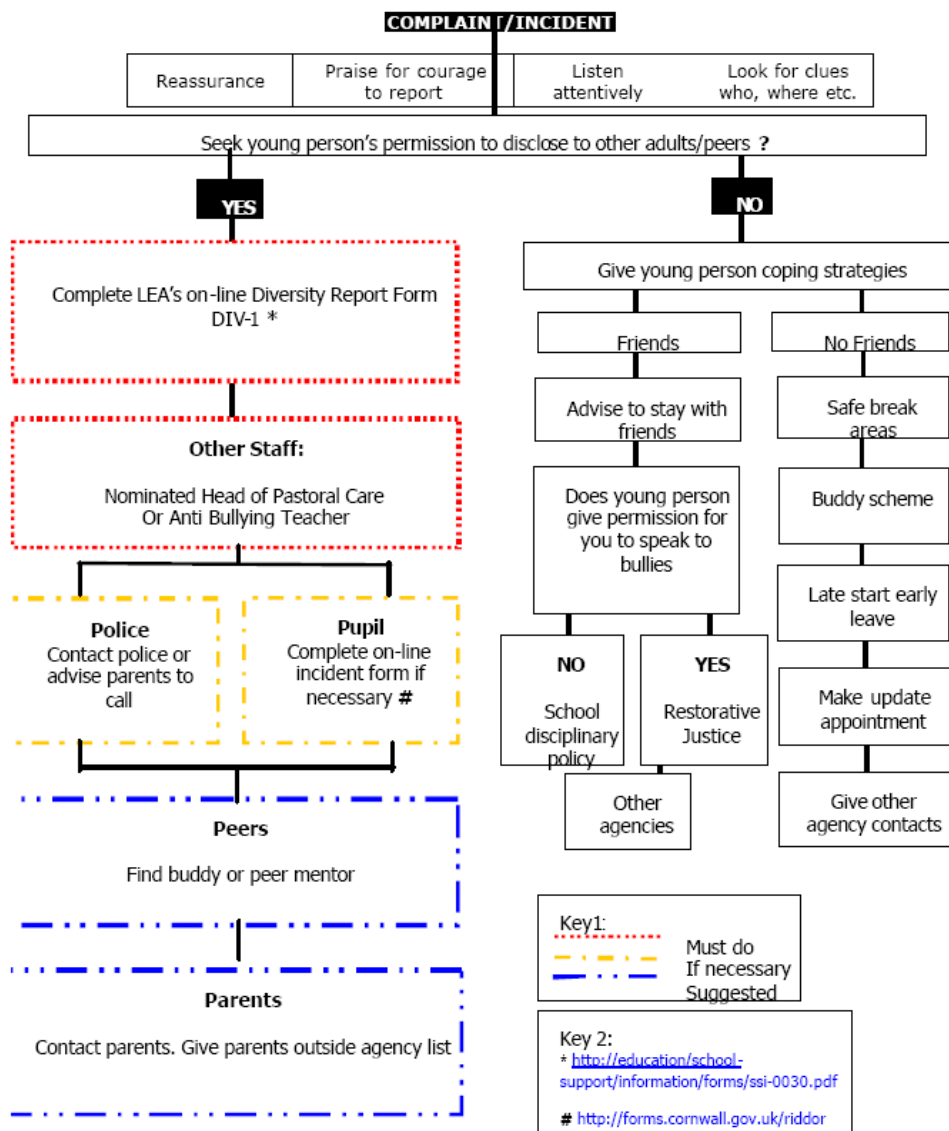 COMPLAINT/INCIDENT
Reassurance
Praise for courage
to report
Listen
attentively
Look for clues
who, where etc.
Seek young person's permission to disclose to other adults/peers ?
YES
NO
Complete LEA's on-line Diversity Report Form
DIV-1 *
Other Staff:
Nominated Head of Pastoral Care
Or Anti Bullying Teacher
Police
Contact police or
advise parents to
call
Pupil
Complete on-line
incident form if
necessary #
Peers
Find buddy or peer mentor
Parents
Contact parents. Give parents outside agency list
Give young person coping strategies
Friends
Advise to stay with
friends
Does young person
give permission for
you to speak to
bullies
NO
School
disciplinary
policy
YES
Restorative
Justice
Other
agencies
No Friends
Safe break
areas
Buddy scheme
Late start early
leave
Make update
appointment
Give other
agency contacts
Key1:
Must do
If necessary
Suggested
Key 2:
* http://education/school-
support/information/forms/ssi-0030.pdf
# http://forms.cornwall.gov.uk/riddor